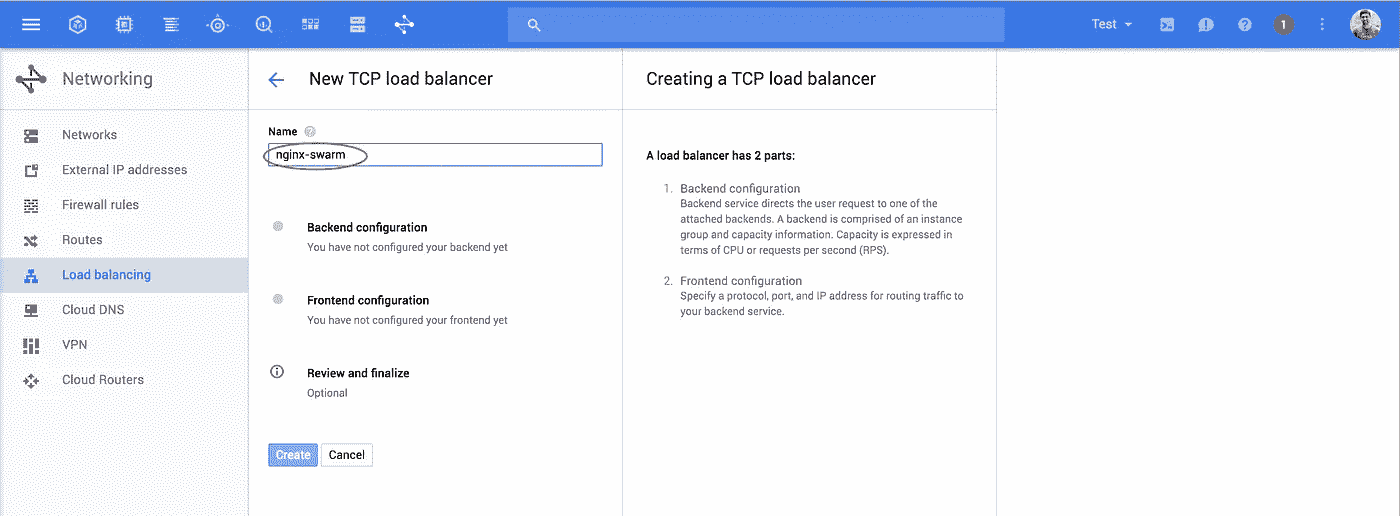 Test
1
Networking
New TCP load balancer
Creating a TCP load balancer
Networks
External IP addresses
Firewall rules
Routes
Load balancing
Cloud DNS
VPN
Cloud Routers
Name
nginx-swarm
Backend configuration
You have not configured your backend yet
Frontend configuration
You have not configured your frontend yet
Review and finalize
Optional
Create Cancel
A load balancer has 2 parts:
1. Backend configuration
Backend service directs the user request to one of the
attached backends. A backend is comprised of an instance
group and capacity information. Capacity is expressed in
terms of CPU or requests per second (RPS).
2. Frontend configuration
Specify a protocol, port, and IP address for routing traffic to
your backend service.